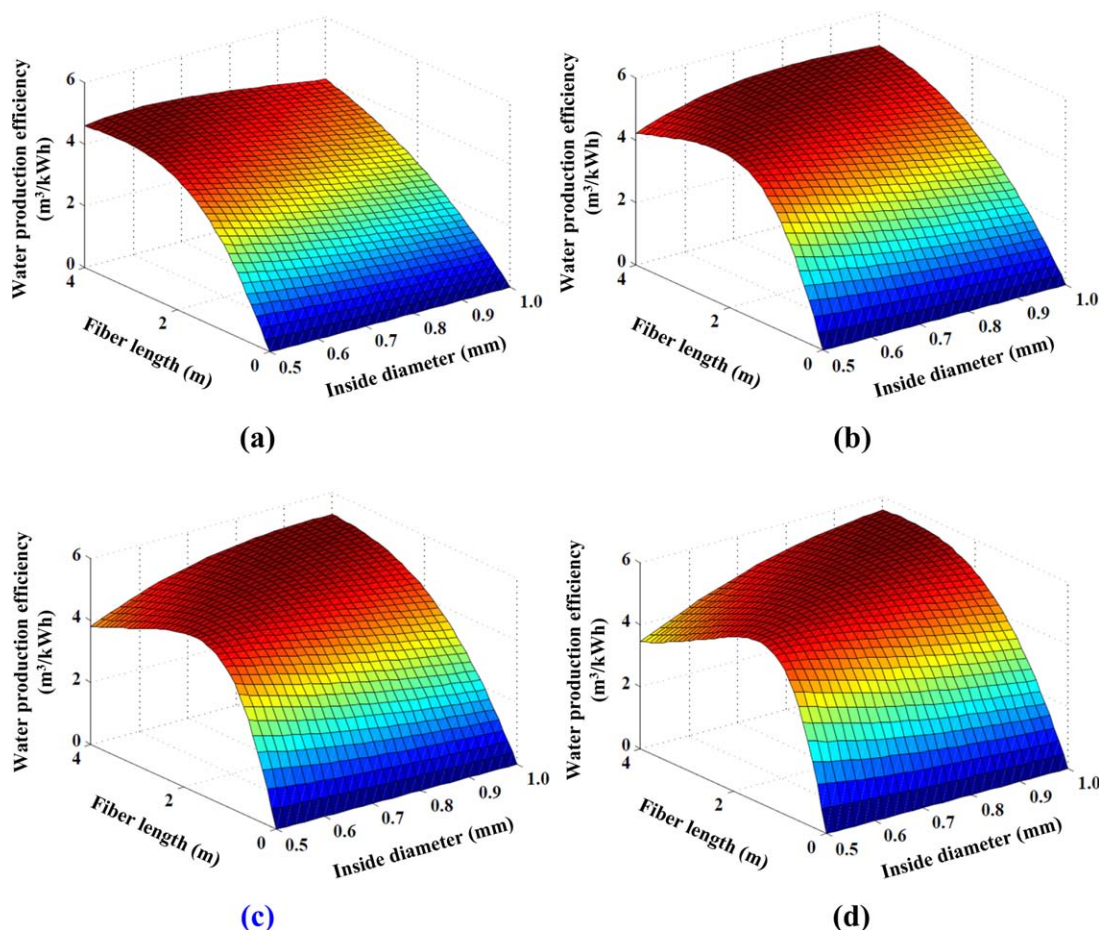 Water production efficiency
(m³/kWh)
6
4
2
0
4
2
0
Fiber length (m)
0.5
0.6
0.7
0.8
0.9
1.0
Inside diameter (mm)
(a)
Water production efficiency
(m³/kWh)
6
4
2
0
4
2
0
Fiber length (m)
0.5
0.6
0.7
0.8
0.9
1.0
Inside diameter (mm)
(b)
Water production efficiency
(m³/kWh)
6
4
2
0
4
2
0
Fiber length (m)
0.5
0.6
0.7
0.8
0.9
1.0
Inside diameter (mm)
(c)
Water production efficiency
(m³/kWh)
6
4
2
0
4
2
0
Fiber length (m)
0.5
0.6
0.7
0.8
0.9
1.0
Inside diameter (mm)
(d)